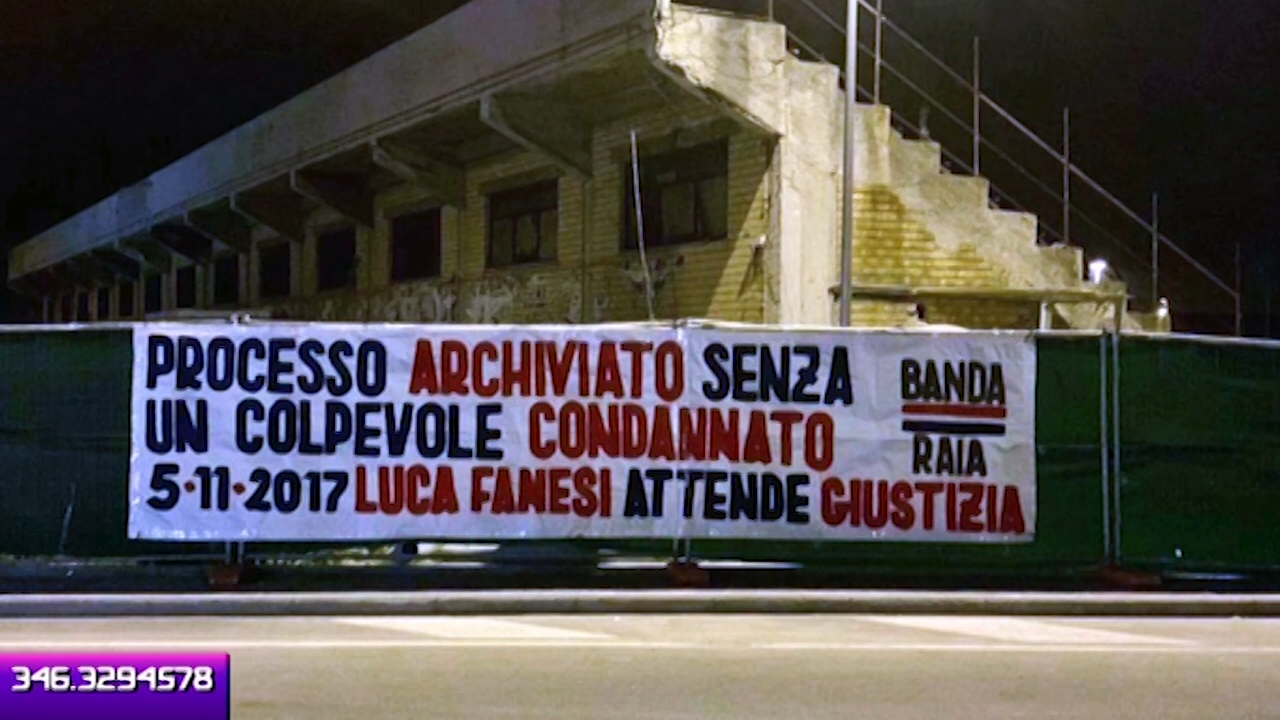 PROCESSO ARCHIVIATO SENZA
UN COLPEVOLE CONDANNATO
5·11·2017 LUCA FANESI ATTENDE GIUSTIZIA
BANDA
RAIA
346.3294578